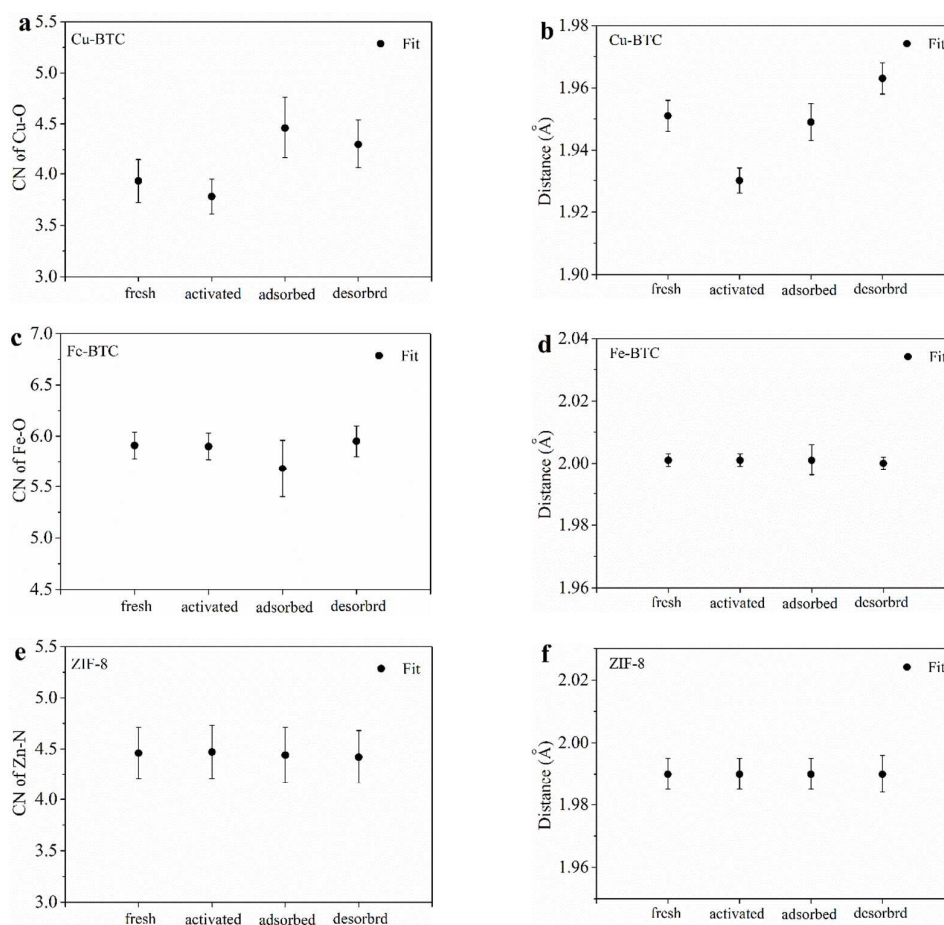 a
Cu-BTC
Fit
CN of Cu-O
5.5
5.0
4.5
4.0
3.5
3.0
fresh activated adsorbed desorbrd
b
Cu-BTC
Fit
Distance (Å)
1.98
1.96
1.94
1.92
1.90
fresh activated adsorbed desorbrd
c
Fe-BTC
Fit
CN of Fe-O
7.0
6.5
6.0
5.5
5.0
4.5
fresh activated adsorbed desorbrd
d
Fe-BTC
Fit
Distance (Å)
2.04
2.02
2.00
1.98
1.96
fresh activated adsorbed desorbrd
e
ZIF-8
Fit
CN of Zn-N
5.5
5.0
4.5
4.0
3.5
3.0
fresh activated adsorbed desorbrd
f
ZIF-8
Fit
Distance (Å)
2.02
2.00
1.98
1.96
fresh activated adsorbed desorbrd